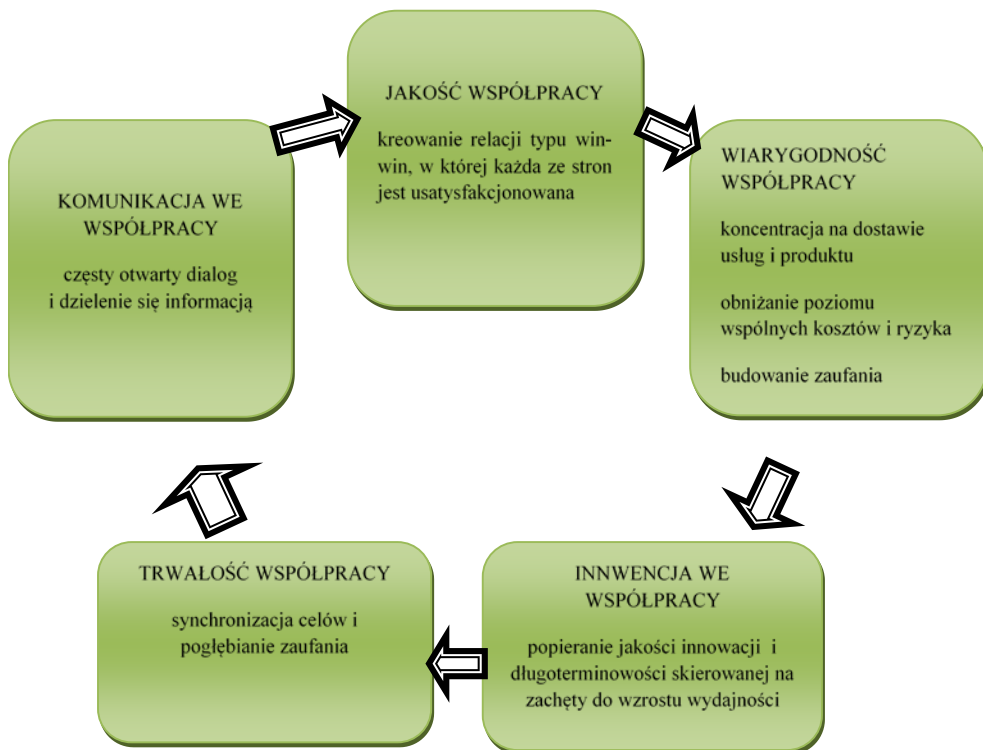 JAKOŚĆ WSPÓŁPRACY
kreowanie relacji typu win-
win, w której każda ze stron
jest usatysfakcjonowana
WIARYGODNOŚĆ
WSPÓŁPRACY
koncentracja na dostawie
usług i produktu
obniżanie poziomu
wspólnych kosztów i ryzyka
budowanie zaufania
INNWENCJA WE
WSPÓŁPRACY
popieranie jakości innowacji i
długoterminowości skierowanej na
zachęty do wzrostu wydajności
TRWAŁOŚĆ WSPÓŁPRACY
synchronizacja celów i
pogłębianie zaufania
KOMUNIKACJA WE
WSPÓŁPRACY
częsty otwarty dialog
i dzielenie się informacją